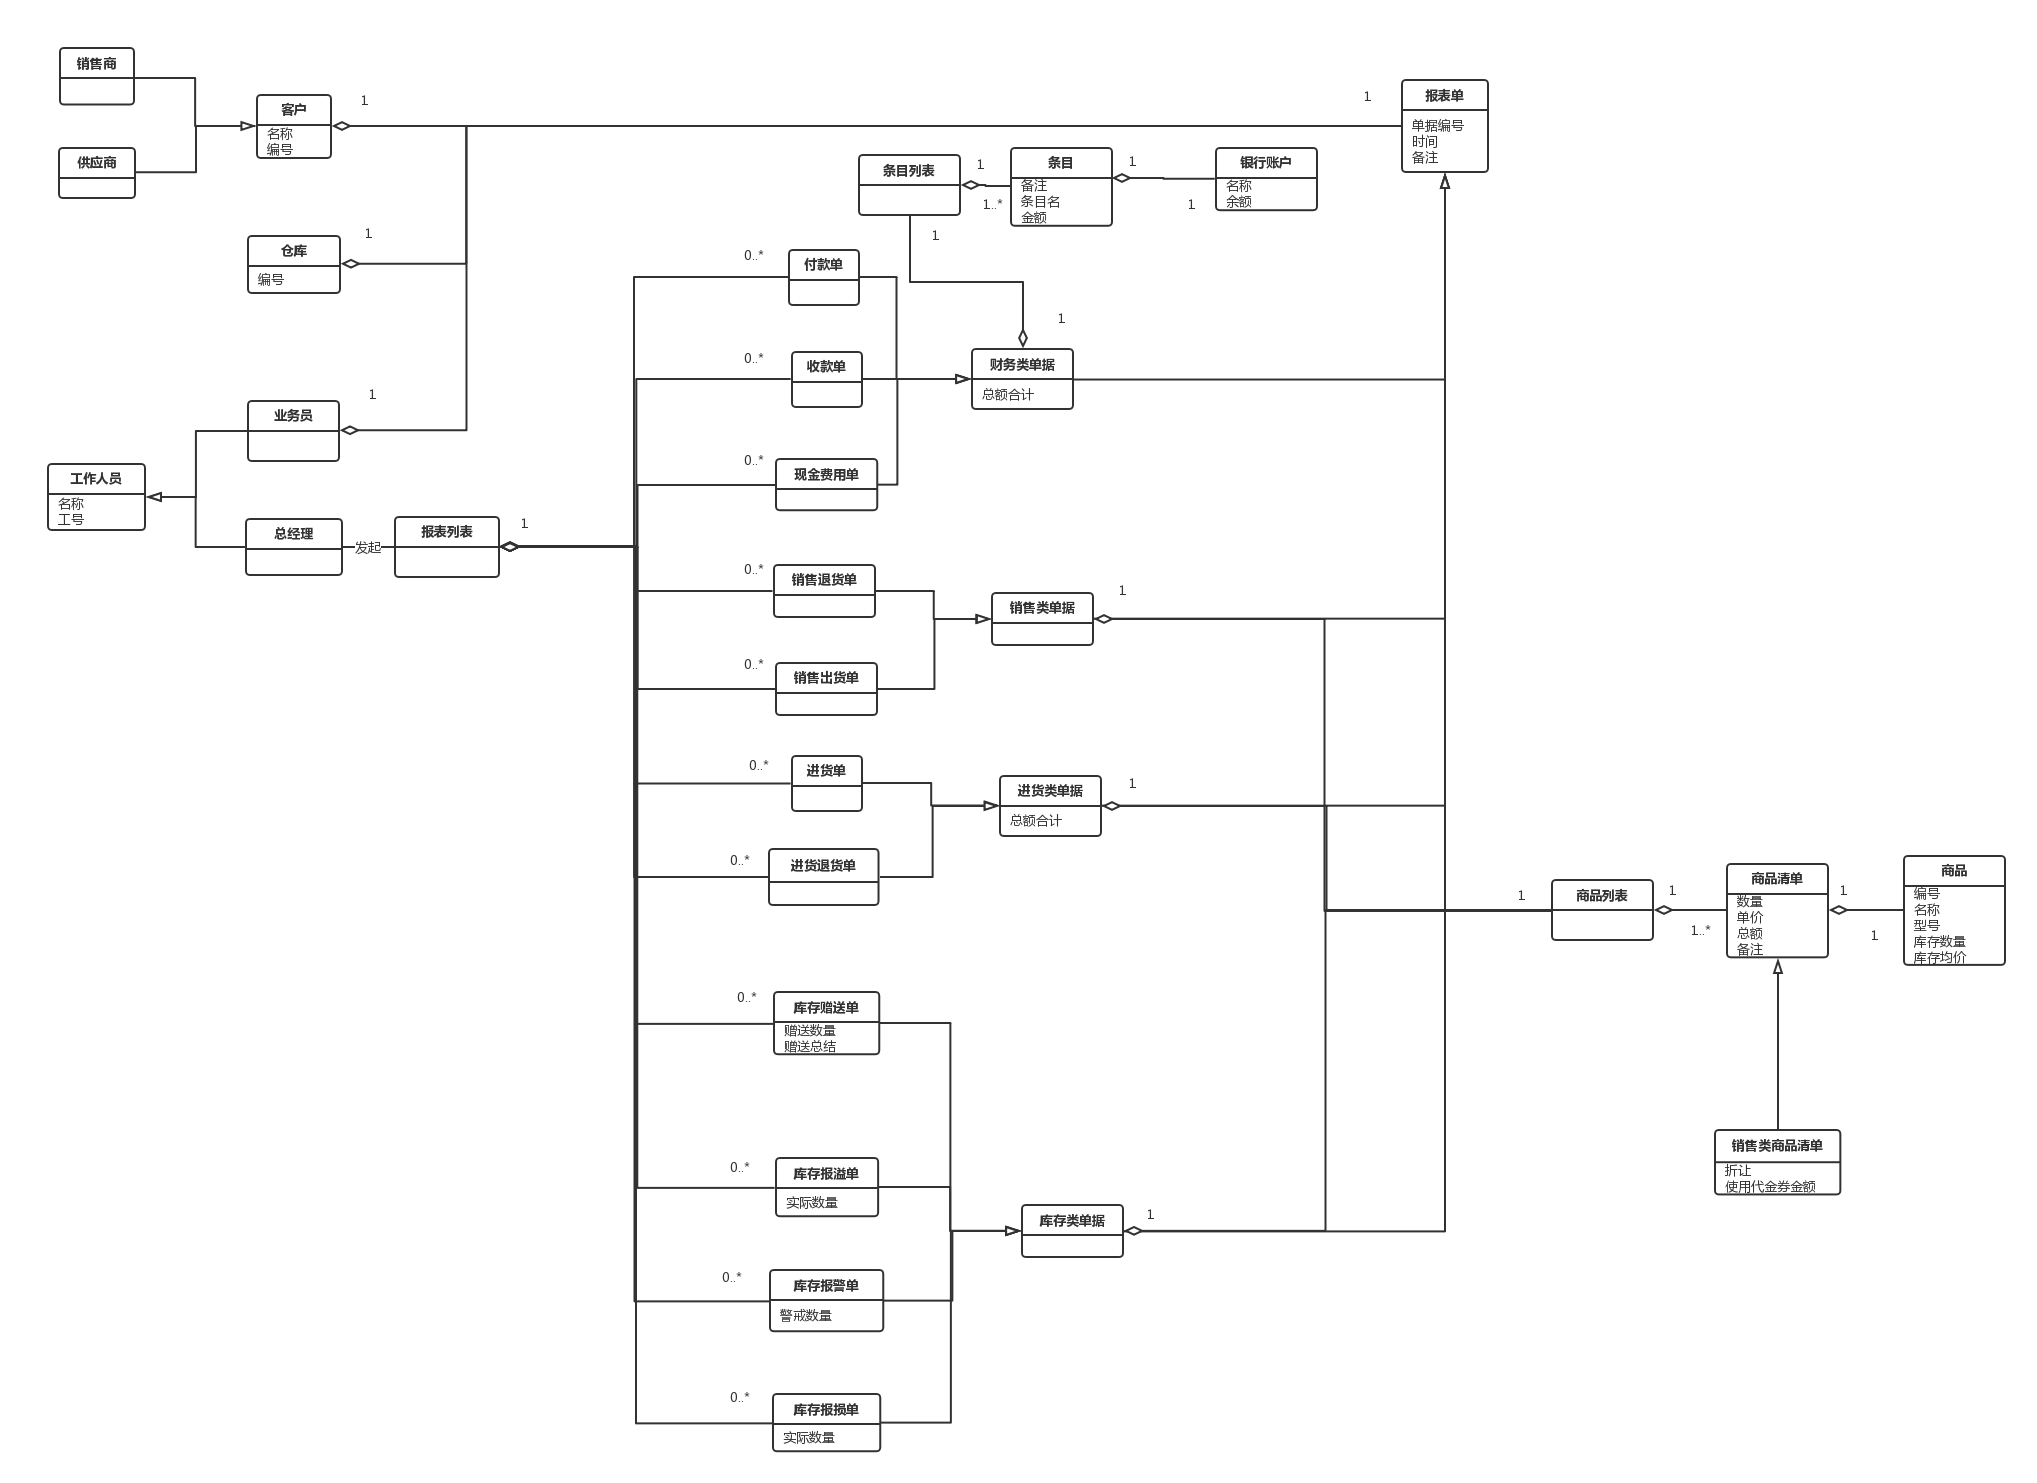 销售商
客户
名称
编号
1
供应商
仓库
编号
1
业务员
1
工作人员
名称
工号
总经理
发起
报表列表
1
1
报表单
单据编号
时间
备注
条目列表
1
1..*
1
条目
备注
条目名
金额
1
1
银行账户
名称
余额
0..*
付款单
0..*
收款单
1
财务类单据
总额合计
0..*
现金费用单
0..*
销售退货单
销售类单据
1
0..*
销售出货单
0..*
进货单
进货类单据
总额合计
1
0..*
进货退货单
1
商品列表
1
1..*
商品清单
数量
单价
总额
备注
1
1
商品
编号
名称
型号
库存数量
库存均价
0..*
库存赠送单
赠送数量
赠送总结
0..*
库存报溢单
实际数量
库存类单据
1
销售类商品清单
折让
使用代金券金额
0..*
库存报警单
警戒数量
0..*
库存报损单
实际数量